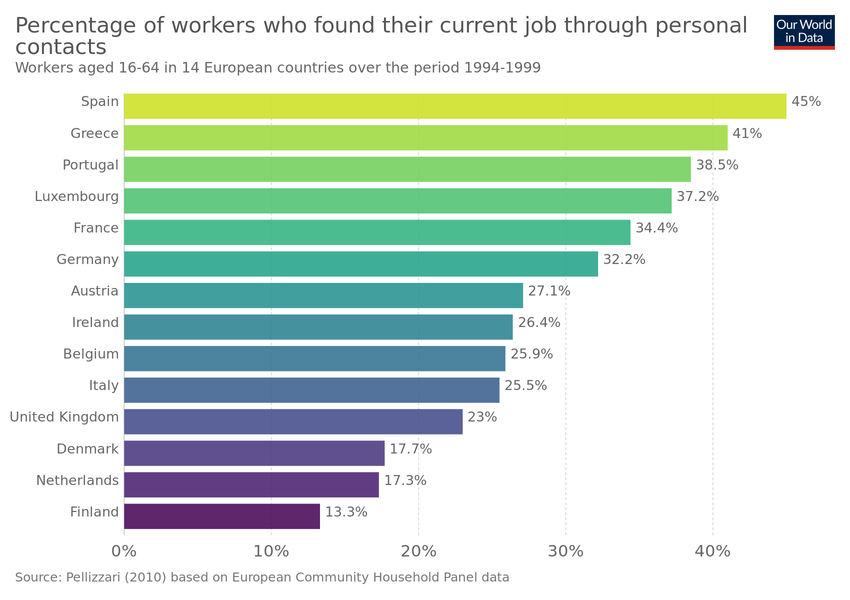 Percentage of workers who found their current job through personal
contacts
Our World
in Data
Workers aged 16-64 in 14 European countries over the period 1994-1999
Spain 45%
Greece 41%
Portugal 38.5%
Luxembourg 37.2%
France 34.4%
Germany 32.2%
Austria 27.1%
Ireland 26.4%
Belgium 25.9%
Italy 25.5%
United Kingdom 23%
Denmark 17.7%
Netherlands 17.3%
Finland 13.3%
0% 10% 20% 30% 40%
Source: Pellizzari (2010) based on European Community Household Panel data